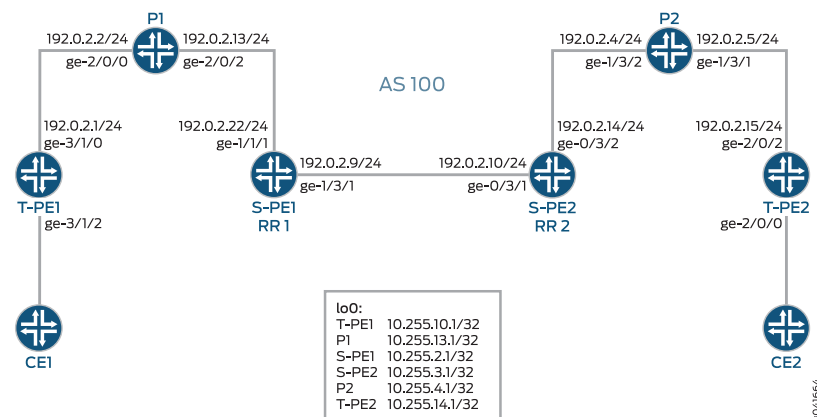 P1
P2
192.0.2.2/24
192.0.2.13/24
192.0.2.4/24
192.0.2.5/24
ge-2/0/0
ge-2/0/2
ge-1/3/2
ge-1/3/1
AS 100
192.0.2.1/24
192.0.2.22/24
192.0.2.14/24
192.0.2.15/24
ge-3/1/0
ge-1/1/1
ge-0/3/2
ge-2/0/2
192.0.2.9/24
192.0.2.10/24
ge-1/3/1
ge-0/3/1
T-PE1
S-PE1
RR 1
S-PE2
RR 2
T-PE2
ge-3/1/2
ge-2/0/0
lo0:
T-PE1 10.255.10.1/32
P1 10.255.13.1/32
S-PE1 10.255.2.1/32
S-PE2 10.255.3.1/32
P2 10.255.4.1/32
T-PE2 10.255.14.1/32
CE1
CE2